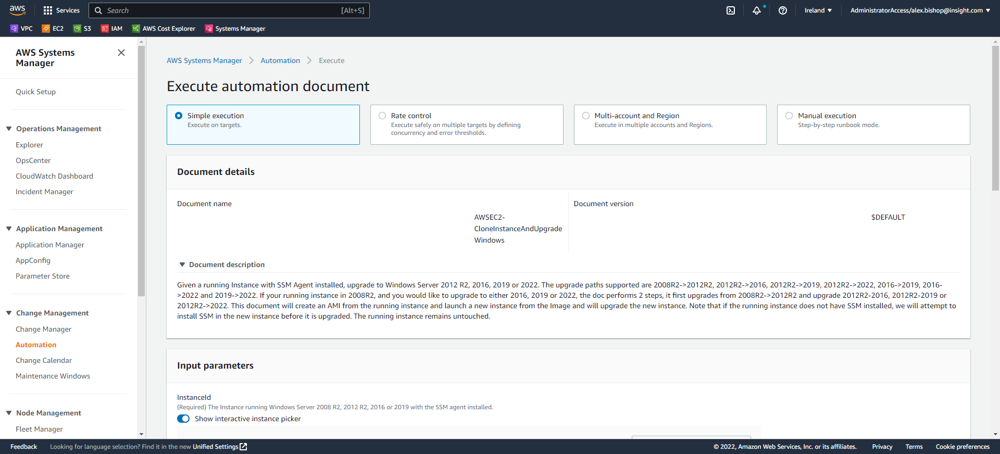 aws
Services
Search
[Alt+S]
Ireland
AdministratorAccess/alex.bishop@insight.com
VPC
EC2
S3
IAM
AWS Cost Explorer
Systems Manager
AWS Systems
Manager
Quick Setup
Operations Management
Explorer
OpsCenter
CloudWatch Dashboard
Incident Manager
Application Management
Application Manager
AppConfig
Parameter Store
Change Management
Change Manager
Automation
Change Calendar
Maintenance Windows
Node Management
Fleet Manager
AWS Systems Manager
Automation
Execute
Execute automation document
Simple execution
Execute on targets.
Rate control
Execute safely on multiple targets by defining
concurrency and error thresholds.
Multi-account and Region
Execute in multiple accounts and Regions.
Manual execution
Step-by-step runbook mode.
Document details
Document name
AWSEC2-
CloneInstanceAndUpgrade
Windows
Document version
$DEFAULT
Document description
Given a running Instance with SSM Agent installed, upgrade to Windows Server 2012 R2, 2016, 2019 or 2022. The upgrade paths supported are 2008R2->2012R2, 2012R2->2016, 2012R2->2019, 2012R2->2022, 2016->2019, 2016-
>2022 and 2019->2022. If your running instance in 2008R2, and you would like to upgrade to either 2016, 2019 or 2022, the doc performs 2 steps, it first upgrades from 2008R2->2012R2 and upgrade 2012R2-2016, 2012R2-2019 or
2012R2->2022. This document will create an AMI from the running instance and launch a new instance from the Image and will upgrade the new instance. Note that if the running instance does not have SSM installed, we will attempt to
install SSM in the new instance before it is upgraded. The running instance remains untouched.
Input parameters
InstanceId
(Required) The Instance running Windows Server 2008 R2, 2012 R2, 2016 or 2019 with the SSM agent installed.
Show interactive instance picker
Feedback
Looking for language selection? Find it in the new Unified Settings
© 2022, Amazon Web Services, Inc. or its affiliates.
Privacy
Terms
Cookie preferences